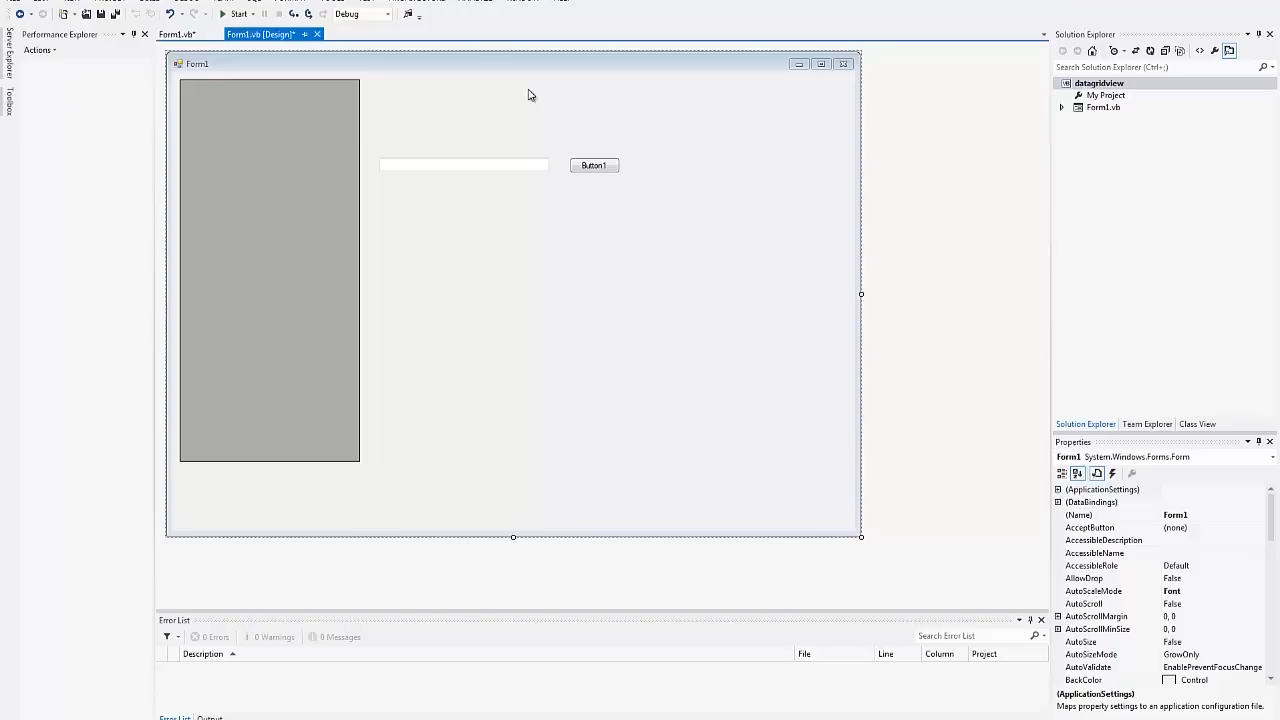 Start
Debug
Server Explorer
Toolbox
Performance Explorer
Actions
Form1.vb*
Form1.vb [Design]*
Form1
Button1
Error List
0 Errors
0 Warnings
0 Messages
Search Error List
Description
File
Line
Column
Project
Error List
Output
Solution Explorer
Search Solution Explorer (Ctrl+;)
datagridview
My Project
Form1.vb
Solution Explorer
Team Explorer
Class View
Properties
Form1 System.Windows.Forms.Form
(ApplicationSettings)
(DataBindings)
(Name) Form1
AcceptButton (none)
AccessibleDescription
AccessibleName
AccessibleRole Default
AllowDrop False
AutoScaleMode Font
AutoScroll False
AutoScrollMargin 0, 0
AutoScrollMinSize 0, 0
AutoSize False
AutoSizeMode GrowOnly
AutoValidate EnablePreventFocusChange
BackColor Control
(ApplicationSettings)
Maps property settings to an application configuration file.